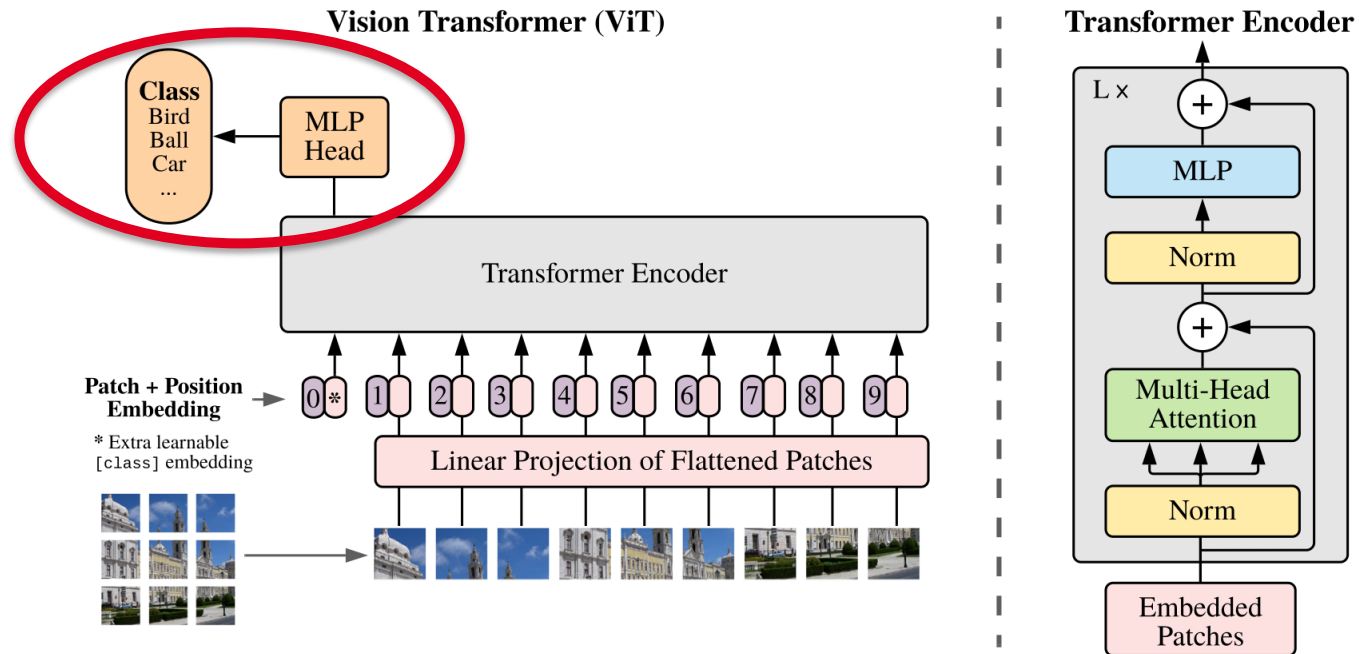 Vision Transformer (ViT)
Class
Bird
Ball
Car
...
MLP
Head
Transformer Encoder
Patch + Position
Embedding
0 *
1
2
3
4
5
6
7
8
9
* Extra learnable
[class] embedding
Linear Projection of Flattened Patches
Transformer Encoder
L ×
+
MLP
Norm
+
Multi-Head
Attention
Norm
Embedded
Patches